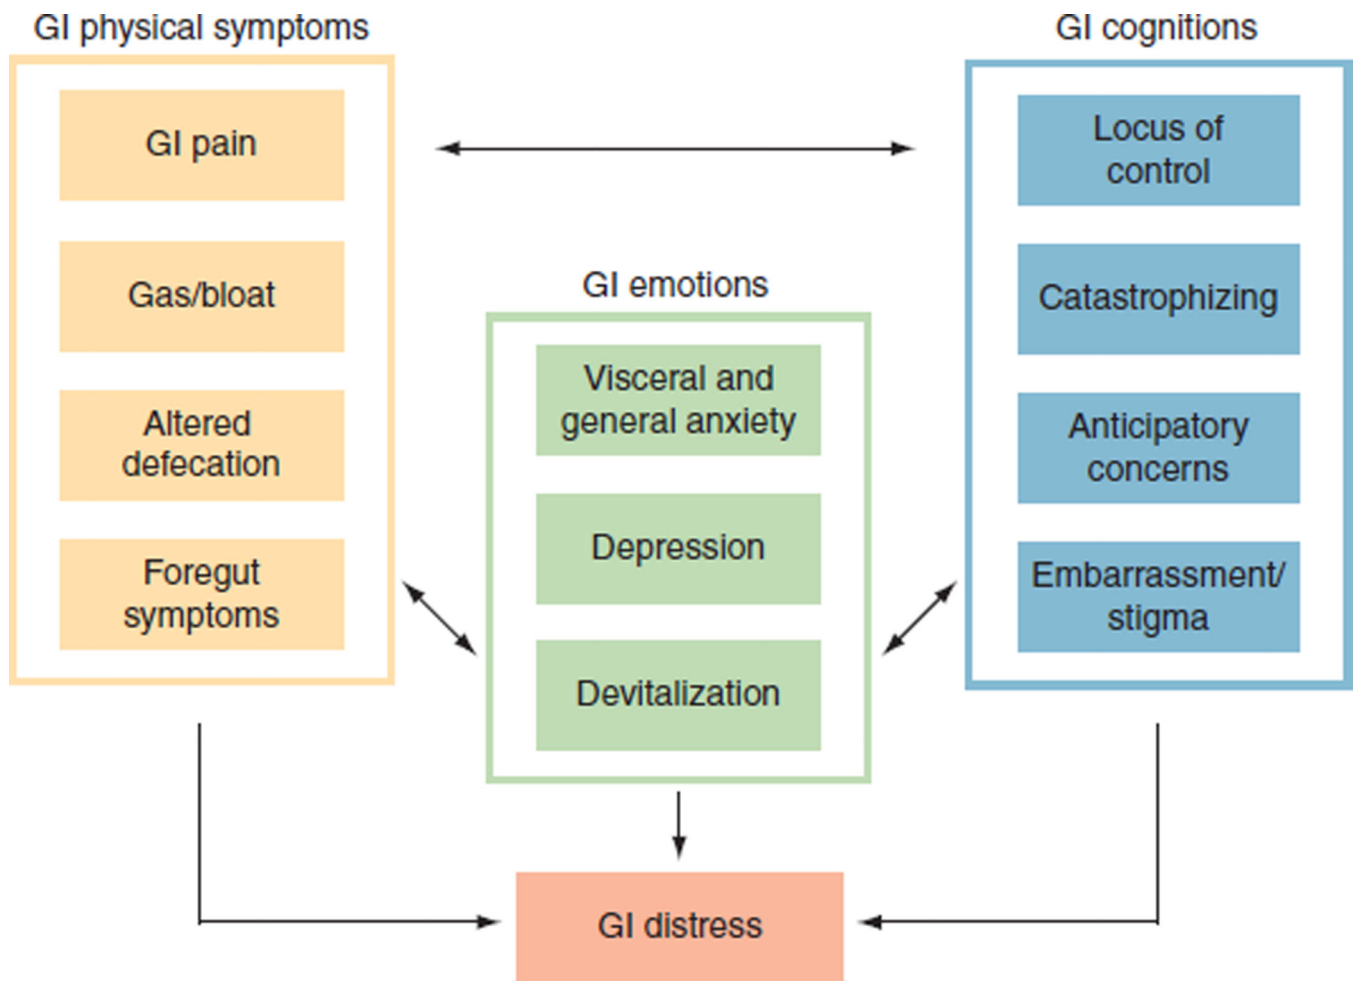 GI physical symptoms
GI pain
Gas/bloat
Altered
defecation
Foregut
symptoms
GI emotions
Visceral and
general anxiety
Depression
Devitalization
GI cognitions
Locus of
control
Catastrophizing
Anticipatory
concerns
Embarrassment/
stigma
GI distress